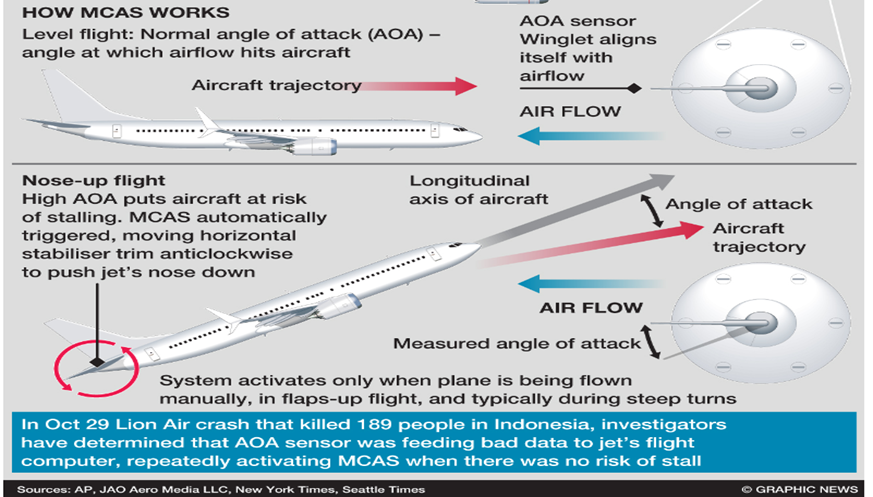 HOW MCAS WORKS
Level flight: Normal angle of attack (AOA) –
angle at which airflow hits aircraft
Aircraft trajectory
AOA sensor
Winglet aligns
itself with
airflow
AIR FLOW
Nose-up flight
High AOA puts aircraft at risk
of stalling. MCAS automatically
triggered, moving horizontal
stabiliser trim anticlockwise
to push jet’s nose down
Longitudinal
axis of aircraft
Angle of attack
Aircraft
trajectory
AIR FLOW
Measured angle of attack
System activates only when plane is being flown
manually, in flaps-up flight, and typically during steep turns
In Oct 29 Lion Air crash that killed 189 people in Indonesia, investigators
have determined that AOA sensor was feeding bad data to jet’s flight
computer, repeatedly activating MCAS when there was no risk of stall
Sources: AP, JAO Aero Media LLC, New York Times, Seattle Times
© GRAPHIC NEWS